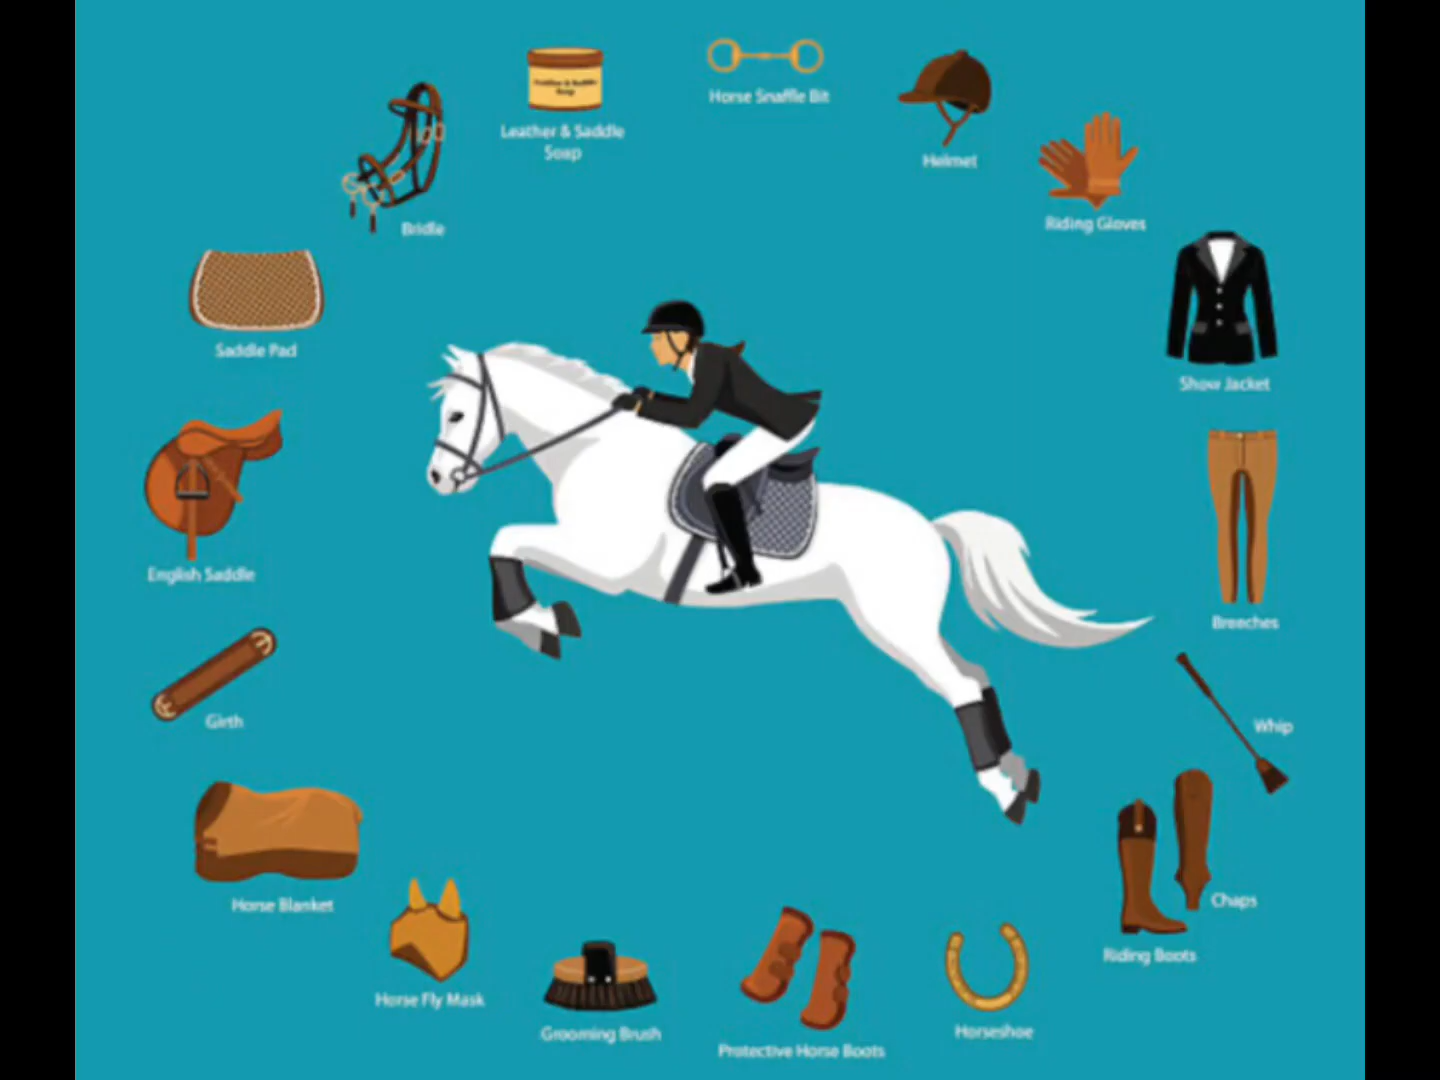 Horse Snaffle Bit
Leather & Saddle
Soap
Helmet
Riding Gloves
Bridle
Saddle Pad
Show Jacket
English Saddle
Breeches
Girth
Whip
Horse Blanket
Chaps
Riding Boots
Horse Fly Mask
Grooming Brush
Horseshoe
Protective Horse Boots